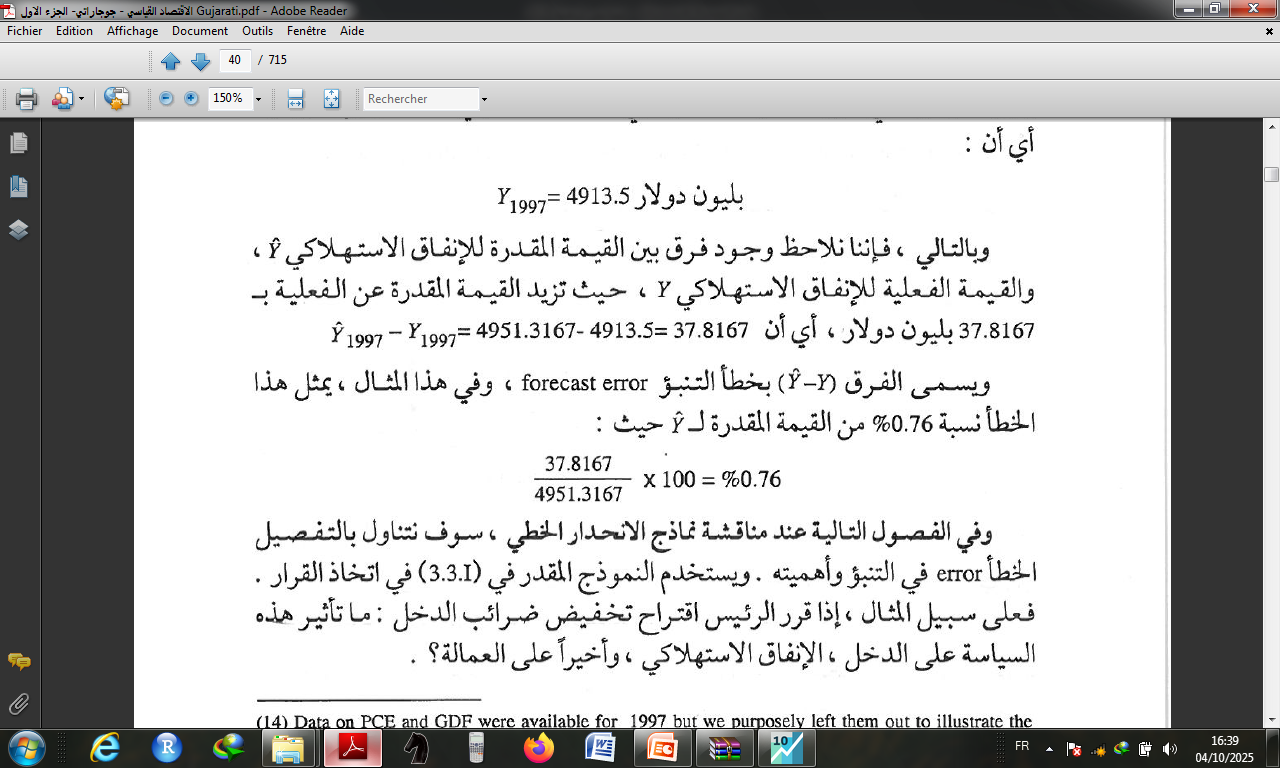 الاقتصاد القياسي - جوجاراتي- الجزء الاول Gujarati.pdf - Adobe Reader
Fichier Edition Affichage Document Outils Fenêtre Aide
40 / 715
150% Rechercher
أي أن :
Y1997= 4913.5 بليون دولار
وبالتالي ، فإننا نلاحظ وجود فرق بين القيمة المقدرة للإنفاق الاستهلاكي Ŷ ،
والقيمة الفعلية للإنفاق الاستهلاكي Y ، حيث تزيد القيمة المقدرة عن الفعلية بـ
37.8167 بليون دولار ، أي أن Ŷ1997 – Y1997= 4951.3167- 4913.5= 37.8167
ويسمى الفرق (Ŷ–Y) بخطأ التنبؤ forecast error ، وفي هذا المثال ، يمثل هذا
الخطأ نسبة 0.76% من القيمة المقدرة لـ Ŷ حيث :
37.8167
4951.3167 x 100 = %0.76
وفي الفصول التالية عند مناقشة نماذج الانحدار الخطي ، سوف نتناول بالتفصيل
الخطأ error في التنبؤ وأهميته . ويستخدم النموذج المقدر في (3.3.I) في اتخاذ القرار .
فعلى سبيل المثال ، إذا قرر الرئيس اقتراح تخفيض ضرائب الدخل : ما تأثير هذه
السياسة على الدخل ، الإنفاق الاستهلاكي ، وأخيراً على العمالة؟ .
(14) Data on PCE and GDF were available for 1997 but we purposely left them out to illustrate the
FR 16:39
04/10/2025